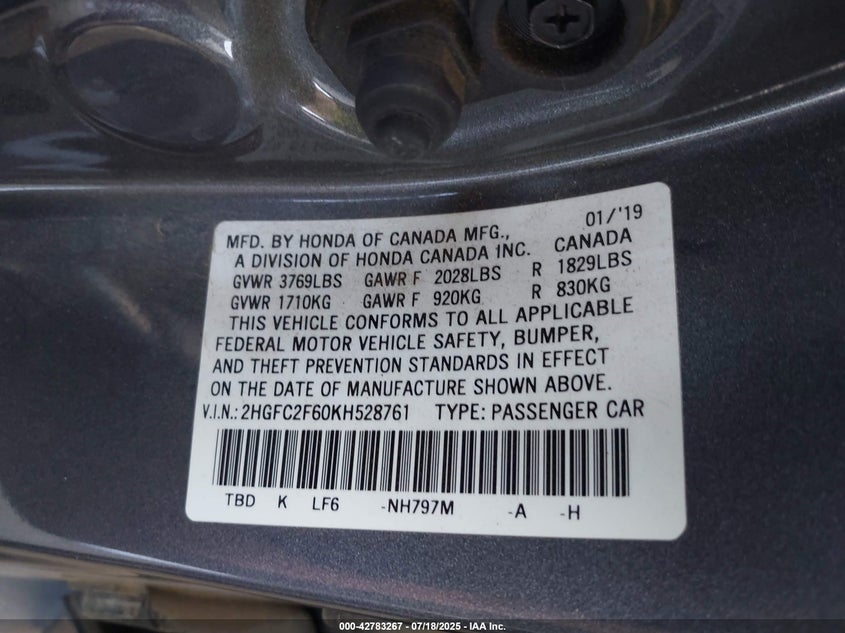 01/'19
MFD. BY HONDA OF CANADA MFG.,
A DIVISION OF HONDA CANADA INC. CANADA
GVWR 3769LBS GAWR F 2028LBS R 1829LBS
GVWR 1710KG GAWR F 920KG R 830KG
THIS VEHICLE CONFORMS TO ALL APPLICABLE
FEDERAL MOTOR VEHICLE SAFETY, BUMPER,
AND THEFT PREVENTION STANDARDS IN EFFECT
ON THE DATE OF MANUFACTURE SHOWN ABOVE.
V.I.N.: 2HGFC2F60KH528761 TYPE: PASSENGER CAR
TBD K LF6 -NH797M -A -H
000-42783267 - 07/18/2025 - IAA Inc.